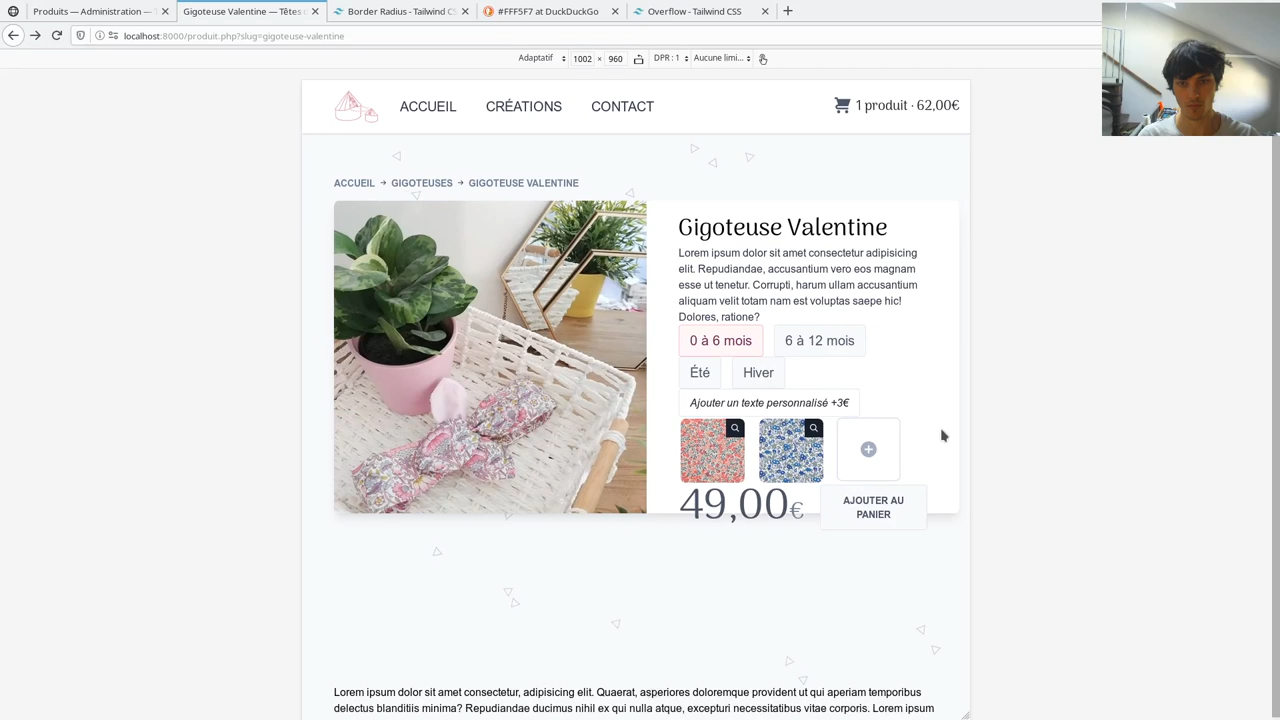 Produits — Administration —
Gigoteuse Valentine — Têtes
Border Radius - Tailwind CS
#FFF5F7 at DuckDuckGo
Overflow - Tailwind CSS
localhost:8000/produit.php?slug=gigoteuse-valentine
Adaptatif
1002 × 960
DPR : 1
Aucune limi...
ACCUEIL
CRÉATIONS
CONTACT
1 produit · 62,00€
ACCUEIL → GIGOTEUSES → GIGOTEUSE VALENTINE
Gigoteuse Valentine
Lorem ipsum dolor sit amet consectetur adipisicing
elit. Repudiandae, accusantium vero eos magnam
esse ut tenetur. Corrupti, harum ullam accusantium
aliquam velit totam nam est voluptas saepe hic!
Dolores, ratione?
0 à 6 mois
6 à 12 mois
Été
Hiver
Ajouter un texte personnalisé +3€
49,00€
AJOUTER AU
PANIER
Lorem ipsum dolor sit amet consectetur, adipisicing elit. Quaerat, asperiores doloremque provident ut qui aperiam temporibus
delectus blanditiis minima? Repudiandae ducimus nihil ex qui nulla atque, excepturi necessitatibus vitae corporis. Lorem ipsum